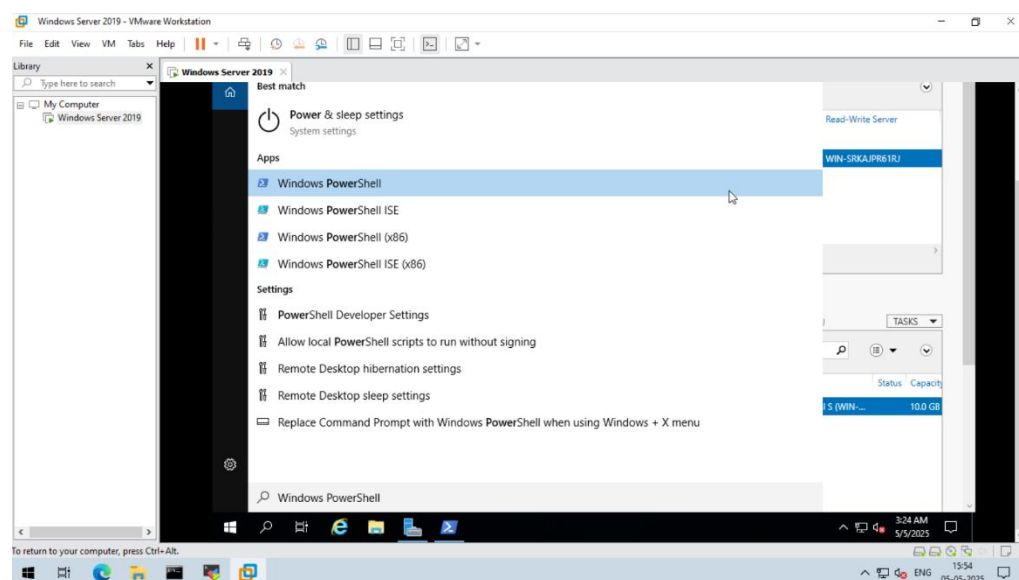 Windows Server 2019 - VMware Workstation
File Edit View VM Tabs Help
Library
Type here to search
My Computer
Windows Server 2019
Windows Server 2019
Best match
Power & sleep settings
System settings
Apps
Windows PowerShell
Windows PowerShell ISE
Windows PowerShell (x86)
Windows PowerShell ISE (x86)
Settings
PowerShell Developer Settings
Allow local PowerShell scripts to run without signing
Remote Desktop hibernation settings
Remote Desktop sleep settings
Replace Command Prompt with Windows PowerShell when using Windows + X menu
Windows PowerShell
Read-Write Server
WIN-SRKAJPR61RJ
TASKS
Status Capacity
S (WIN-... 10.0 GB
3:24 AM
5/5/2025
To return to your computer, press Ctrl+Alt.
ENG
15:54
05-05-2025